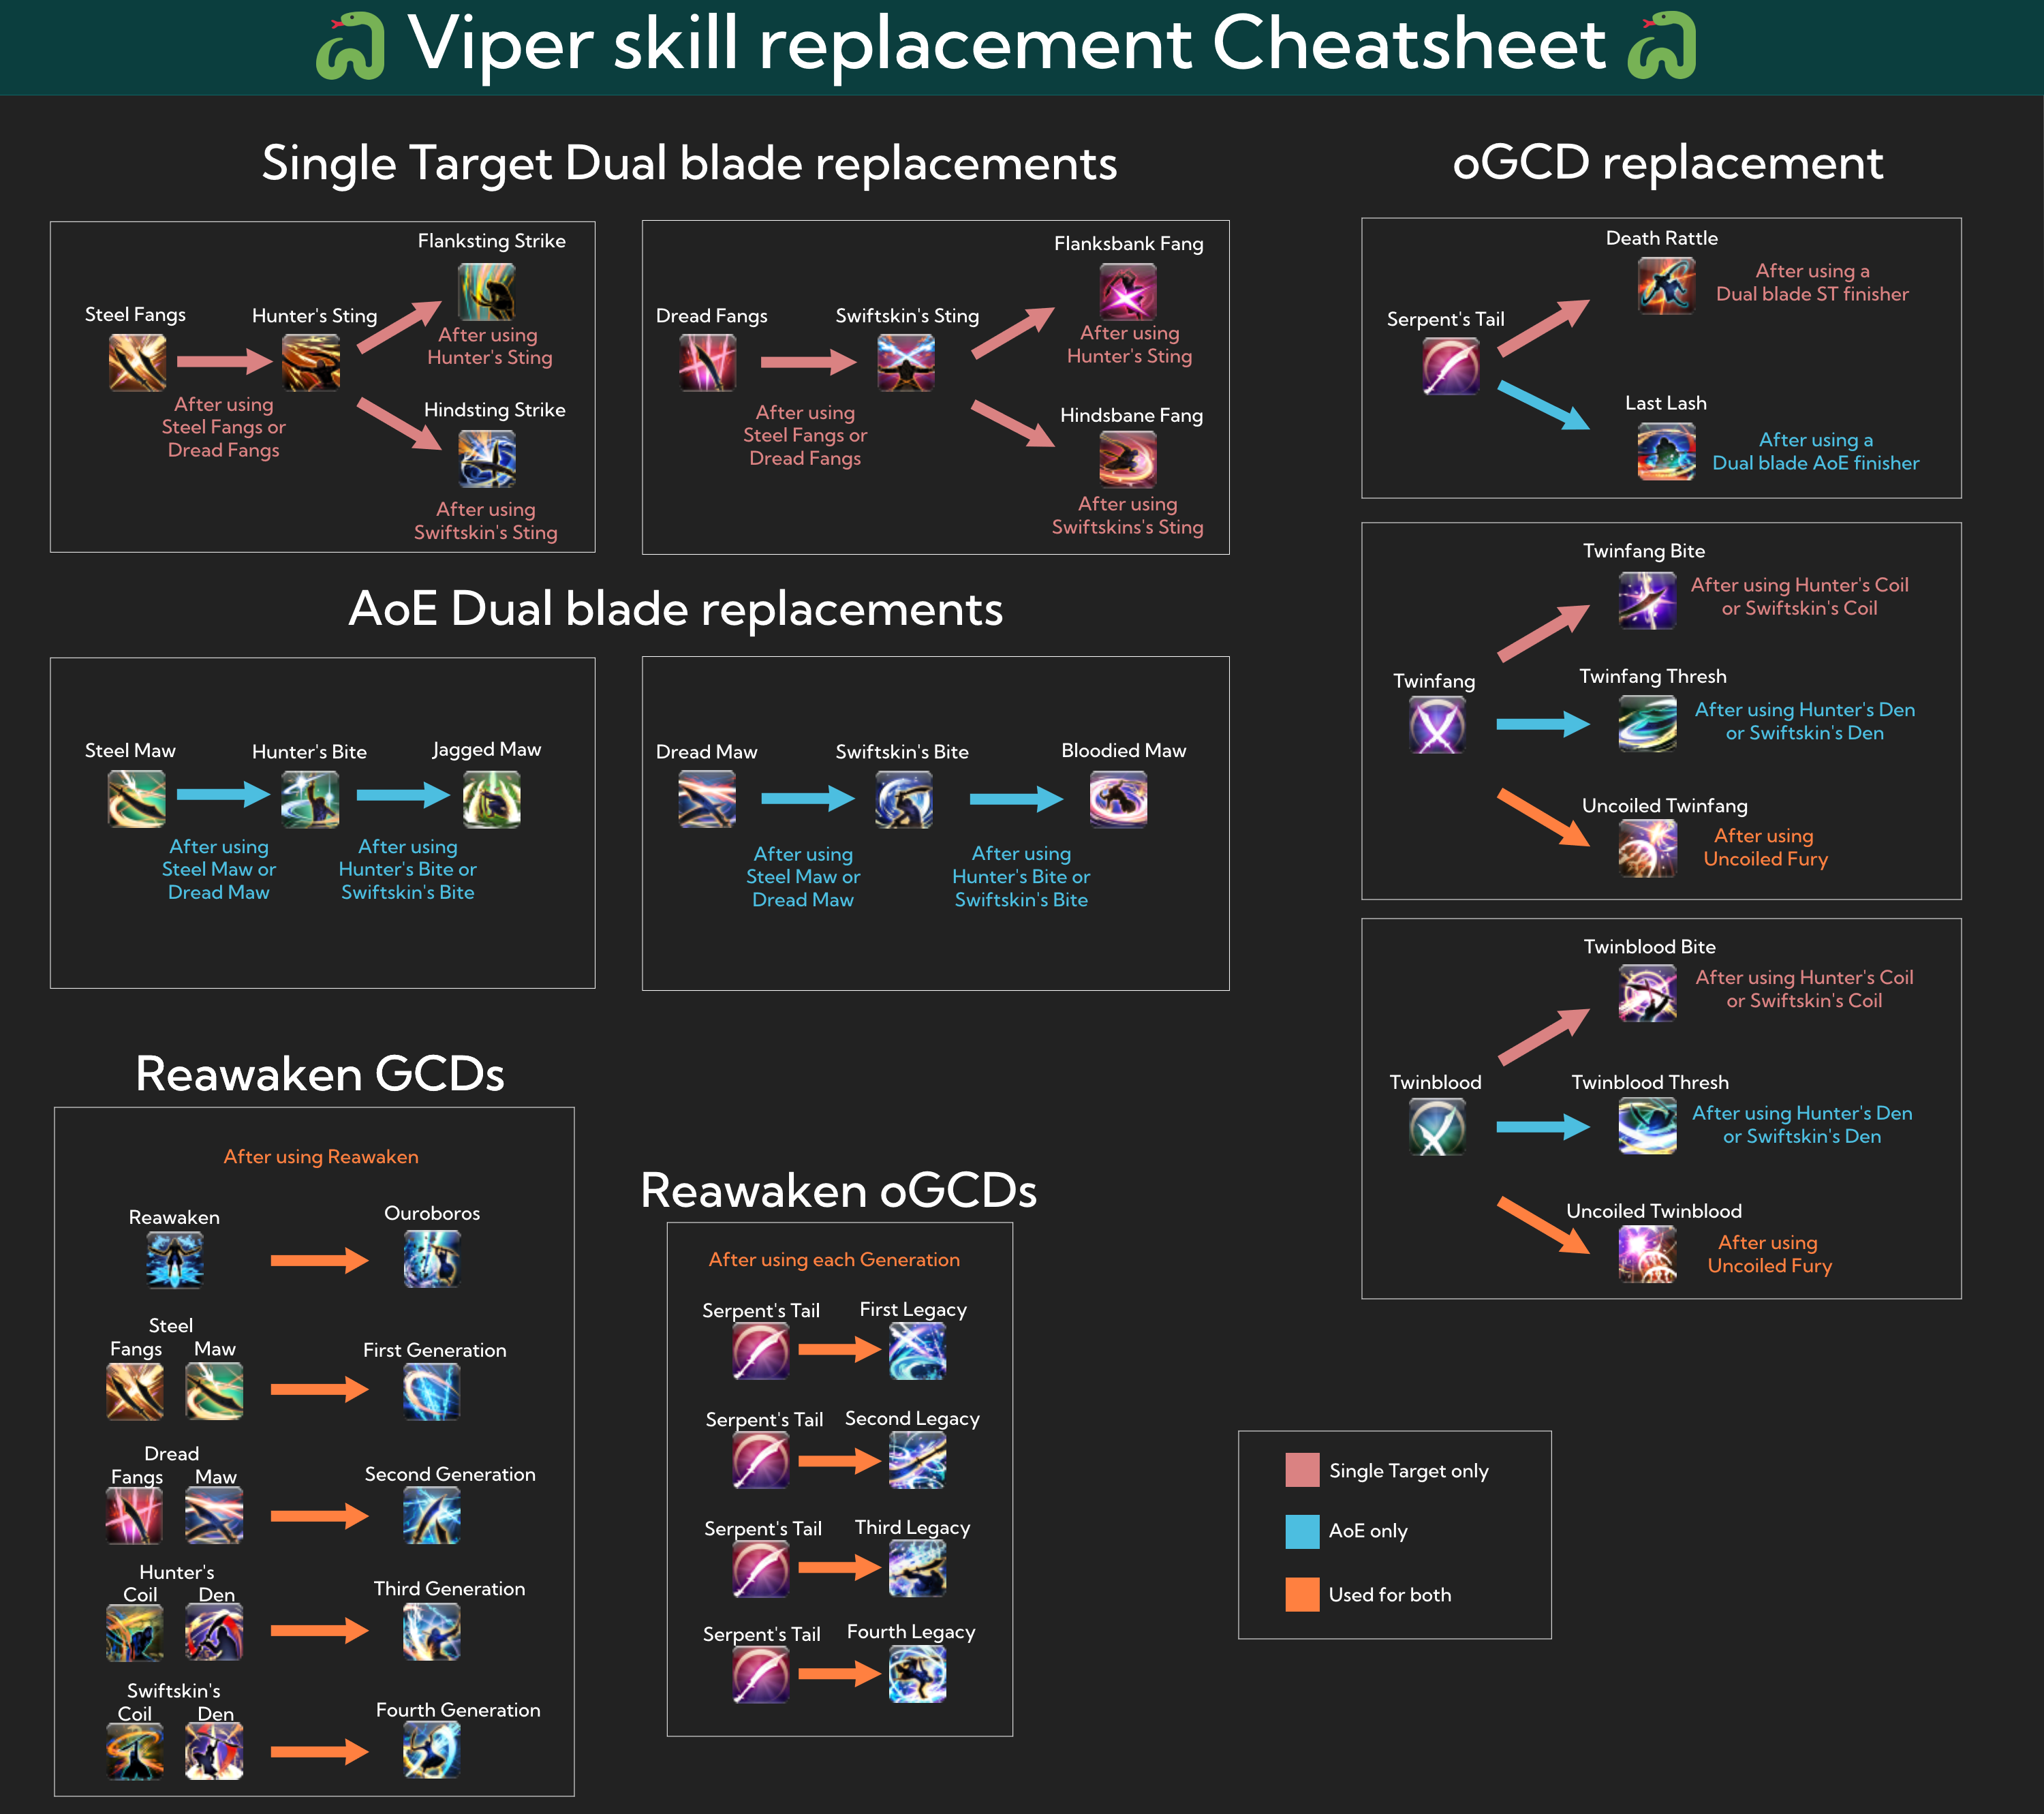 Viper skill replacement Cheatsheet
Single Target Dual blade replacements
Steel Fangs
After using
Steel Fangs or
Dread Fangs
Hunter's Sting
Flanksting Strike
After using
Hunter's Sting
Hindsting Strike
After using
Swiftskin's Sting
Dread Fangs
After using
Steel Fangs or
Dread Fangs
Swiftskin's Sting
Flanksbank Fang
After using
Hunter's Sting
Hindsbane Fang
After using
Swiftskins's Sting
AoE Dual blade replacements
Steel Maw
After using
Steel Maw or
Dread Maw
Hunter's Bite
After using
Hunter's Bite or
Swiftskin's Bite
Jagged Maw
Dread Maw
After using
Steel Maw or
Dread Maw
Swiftskin's Bite
After using
Hunter's Bite or
Swiftskin's Bite
Bloodied Maw
oGCD replacement
Serpent's Tail
Death Rattle
After using a
Dual blade ST finisher
Last Lash
After using a
Dual blade AoE finisher
Twinfang
Twinfang Bite
After using Hunter's Coil
or Swiftskin's Coil
Twinfang Thresh
After using Hunter's Den
or Swiftskin's Den
Uncoiled Twinfang
After using
Uncoiled Fury
Twinblood
Twinblood Bite
After using Hunter's Coil
or Swiftskin's Coil
Twinblood Thresh
After using Hunter's Den
or Swiftskin's Den
Uncoiled Twinblood
After using
Uncoiled Fury
Reawaken GCDs
After using Reawaken
Reawaken
Ouroboros
Steel
Fangs Maw
First Generation
Dread
Fangs Maw
Second Generation
Hunter's
Coil Den
Third Generation
Swiftskin's
Coil Den
Fourth Generation
Reawaken oGCDs
After using each Generation
Serpent's Tail
First Legacy
Serpent's Tail
Second Legacy
Serpent's Tail
Third Legacy
Serpent's Tail
Fourth Legacy
Single Target only
AoE only
Used for both